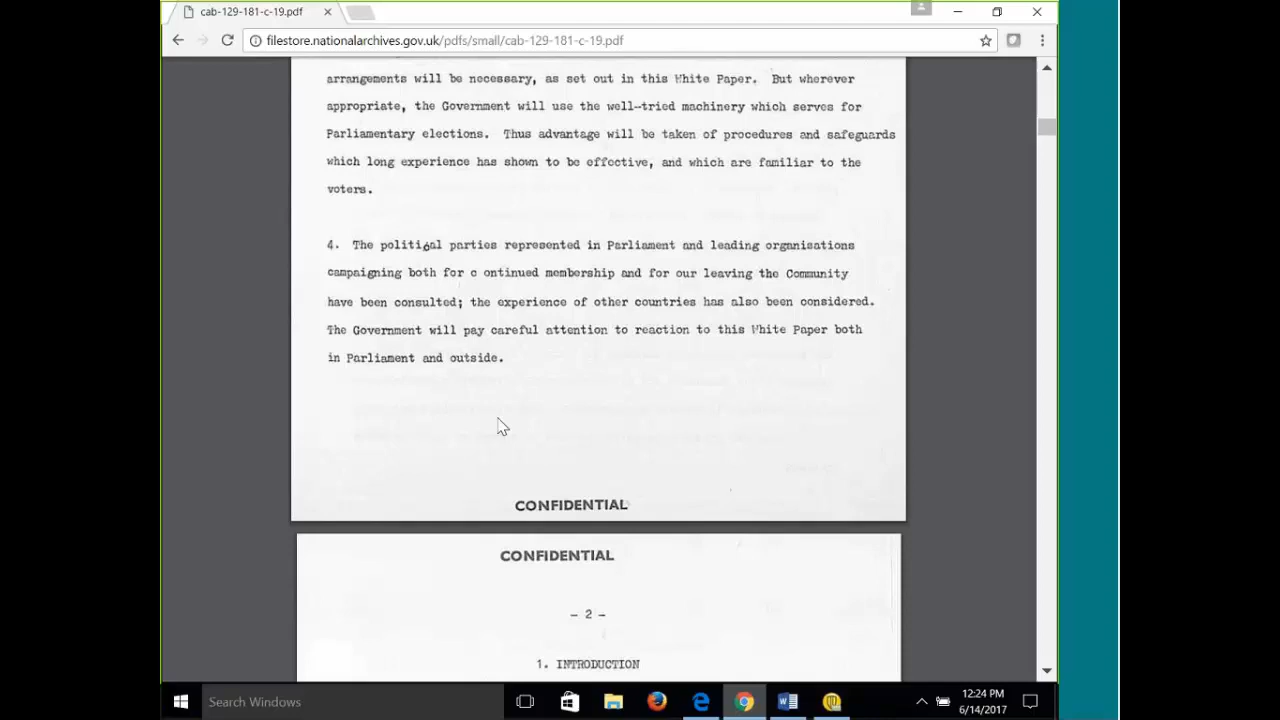 cab-129-181-c-19.pdf
filestore.nationalarchives.gov.uk/pdfs/small/cab-129-181-c-19.pdf
arrangements will be necessary, as set out in this White Paper. But wherever
appropriate, the Government will use the well-tried machinery which serves for
Parliamentary elections. Thus advantage will be taken of procedures and safeguards
which long experience has shown to be effective, and which are familiar to the
voters.
4. The political parties represented in Parliament and leading organisations
campaigning both for c ontinued membership and for our leaving the Community
have been consulted; the experience of other countries has also been considered.
The Government will pay careful attention to reaction to this White Paper both
in Parliament and outside.
CONFIDENTIAL
CONFIDENTIAL
- 2 -
1. INTRODUCTION
Search Windows
12:24 PM
6/14/2017